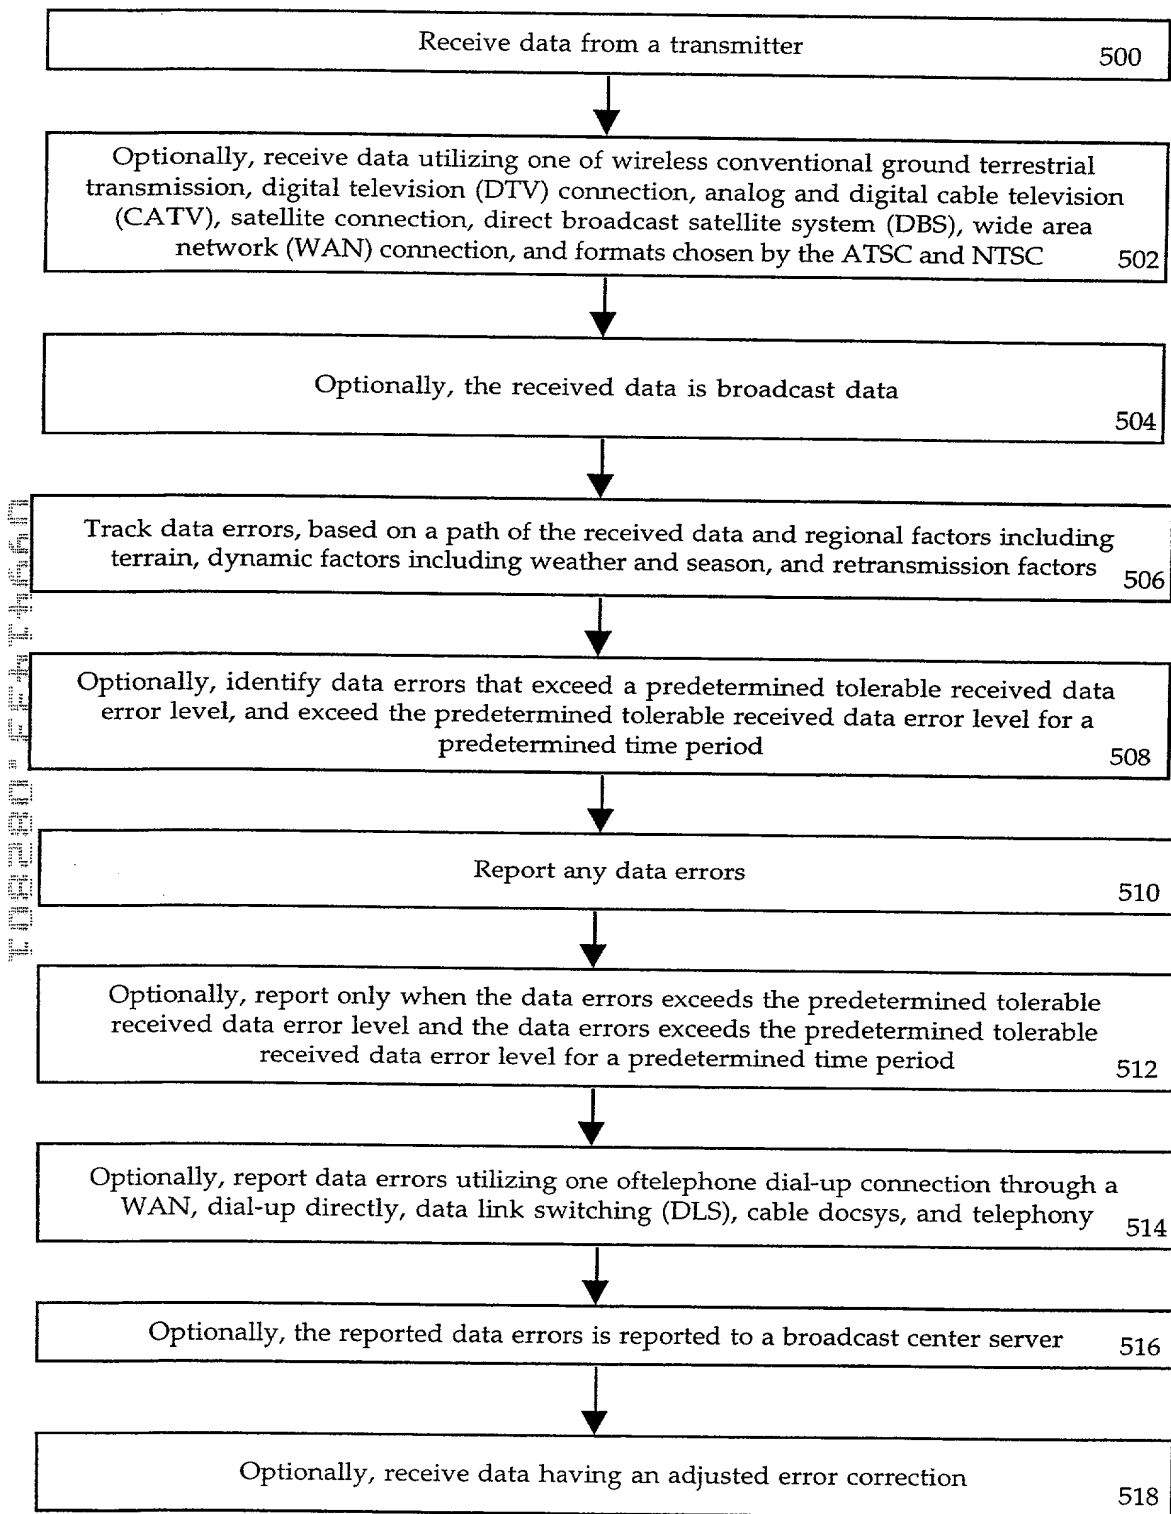 Receive data from a transmitter
500
Optionally, receive data utilizing one of wireless conventional ground terrestrial
transmission, digital television (DTV) connection, analog and digital cable television
(CATV), satellite connection, direct broadcast satellite system (DBS), wide area
network (WAN) connection, and formats chosen by the ATSC and NTSC
502
Optionally, the received data is broadcast data
504
Track data errors, based on a path of the received data and regional factors including
terrain, dynamic factors including weather and season, and retransmission factors
506
Optionally, identify data errors that exceed a predetermined tolerable received data
error level, and exceed the predetermined tolerable received data error level for a
predetermined time period
508
Report any data errors
510
Optionally, report only when the data errors exceeds the predetermined tolerable
received data error level and the data errors exceeds the predetermined tolerable
received data error level for a predetermined time period
512
Optionally, report data errors utilizing one oftelephone dial-up connection through a
WAN, dial-up directly, data link switching (DLS), cable docsys, and telephony
514
Optionally, the reported data errors is reported to a broadcast center server
516
Optionally, receive data having an adjusted error correction
518